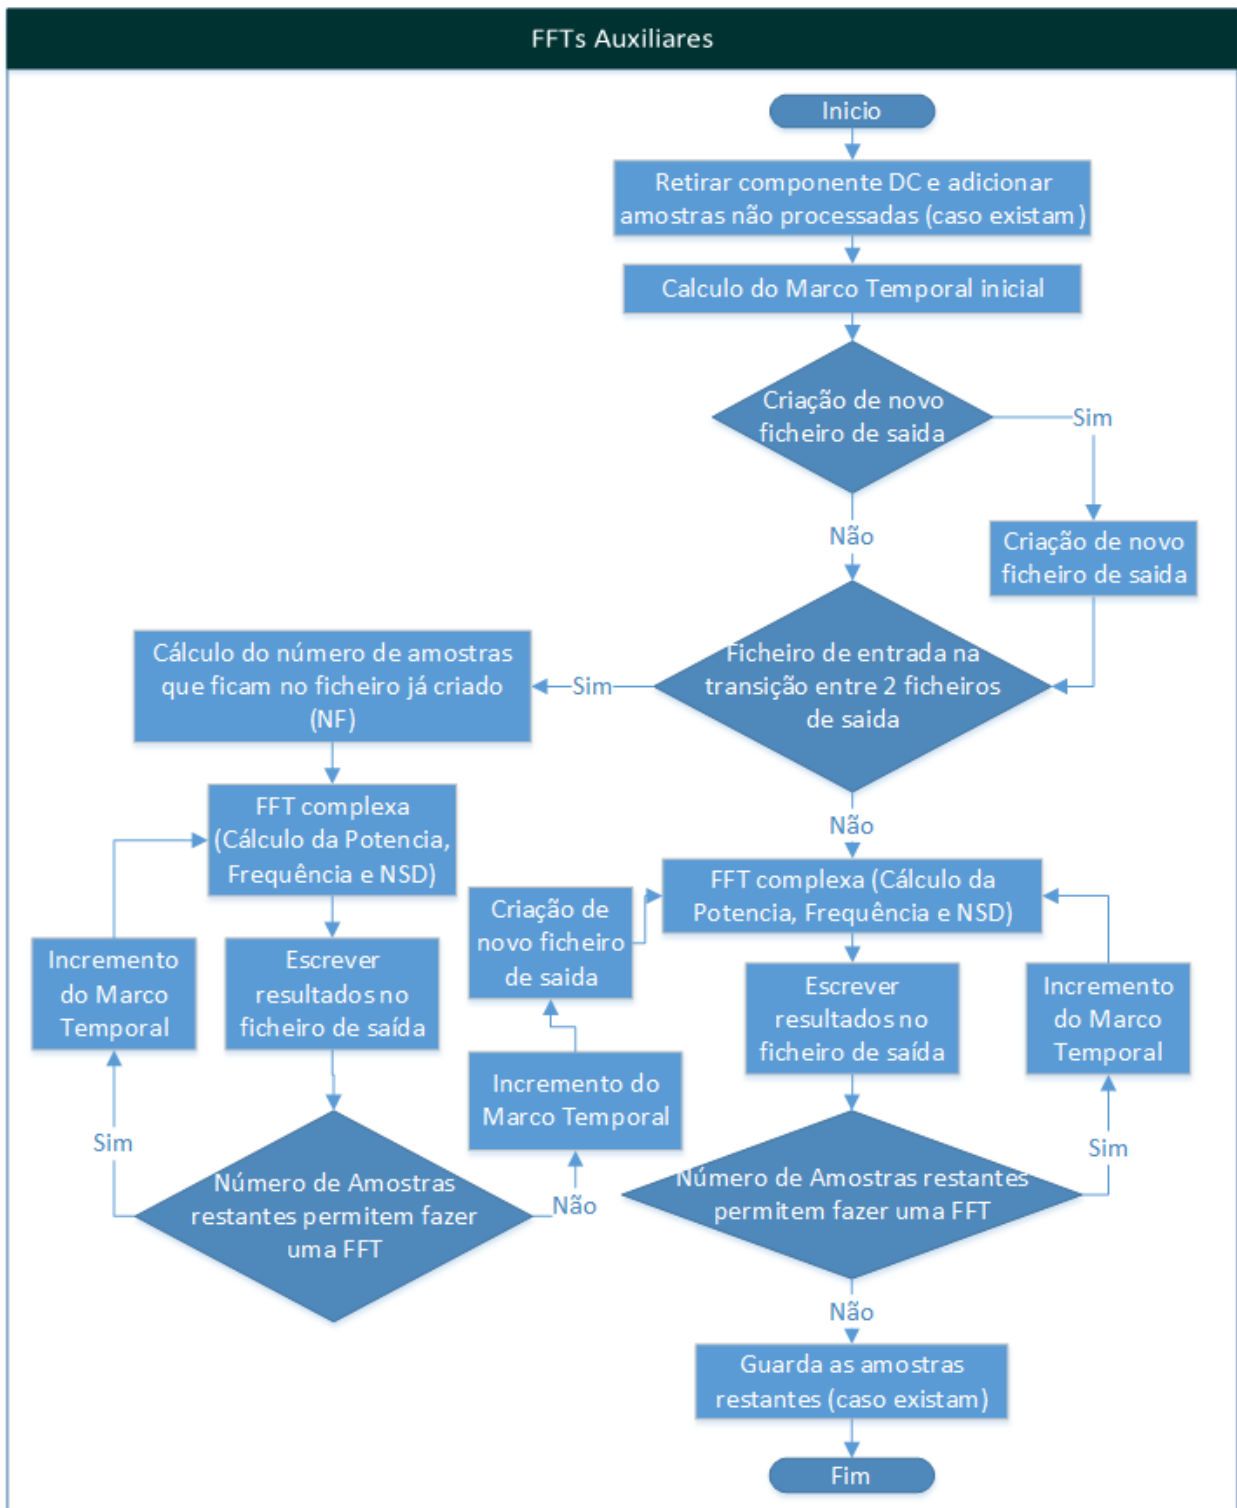 FFTs Auxiliares
Inicio
Retirar componente DC e adicionar
amostras não processadas (caso existam)
Calculo do Marco Temporal inicial
Criação de novo
ficheiro de saida
Sim
Não
Criação de novo
ficheiro de saida
Ficheiro de entrada na
transição entre 2 ficheiros
de saida
Sim
Cálculo do número de amostras
que ficam no ficheiro já criado
(NF)
FFT complexa
(Cálculo da Potencia,
Frequência e NSD)
Incremento
do Marco
Temporal
Escrever
resultados no
ficheiro de saída
Sim
Número de Amostras
restantes permitem fazer
uma FFT
Não
Incremento do
Marco Temporal
Criação de
novo ficheiro
de saida
Não
FFT complexa (Cálculo da
Potencia, Frequência e NSD)
Escrever
resultados no
ficheiro de saída
Incremento
do Marco
Temporal
Sim
Número de Amostras restantes
permitem fazer uma FFT
Não
Guarda as amostras
restantes (caso existam)
Fim